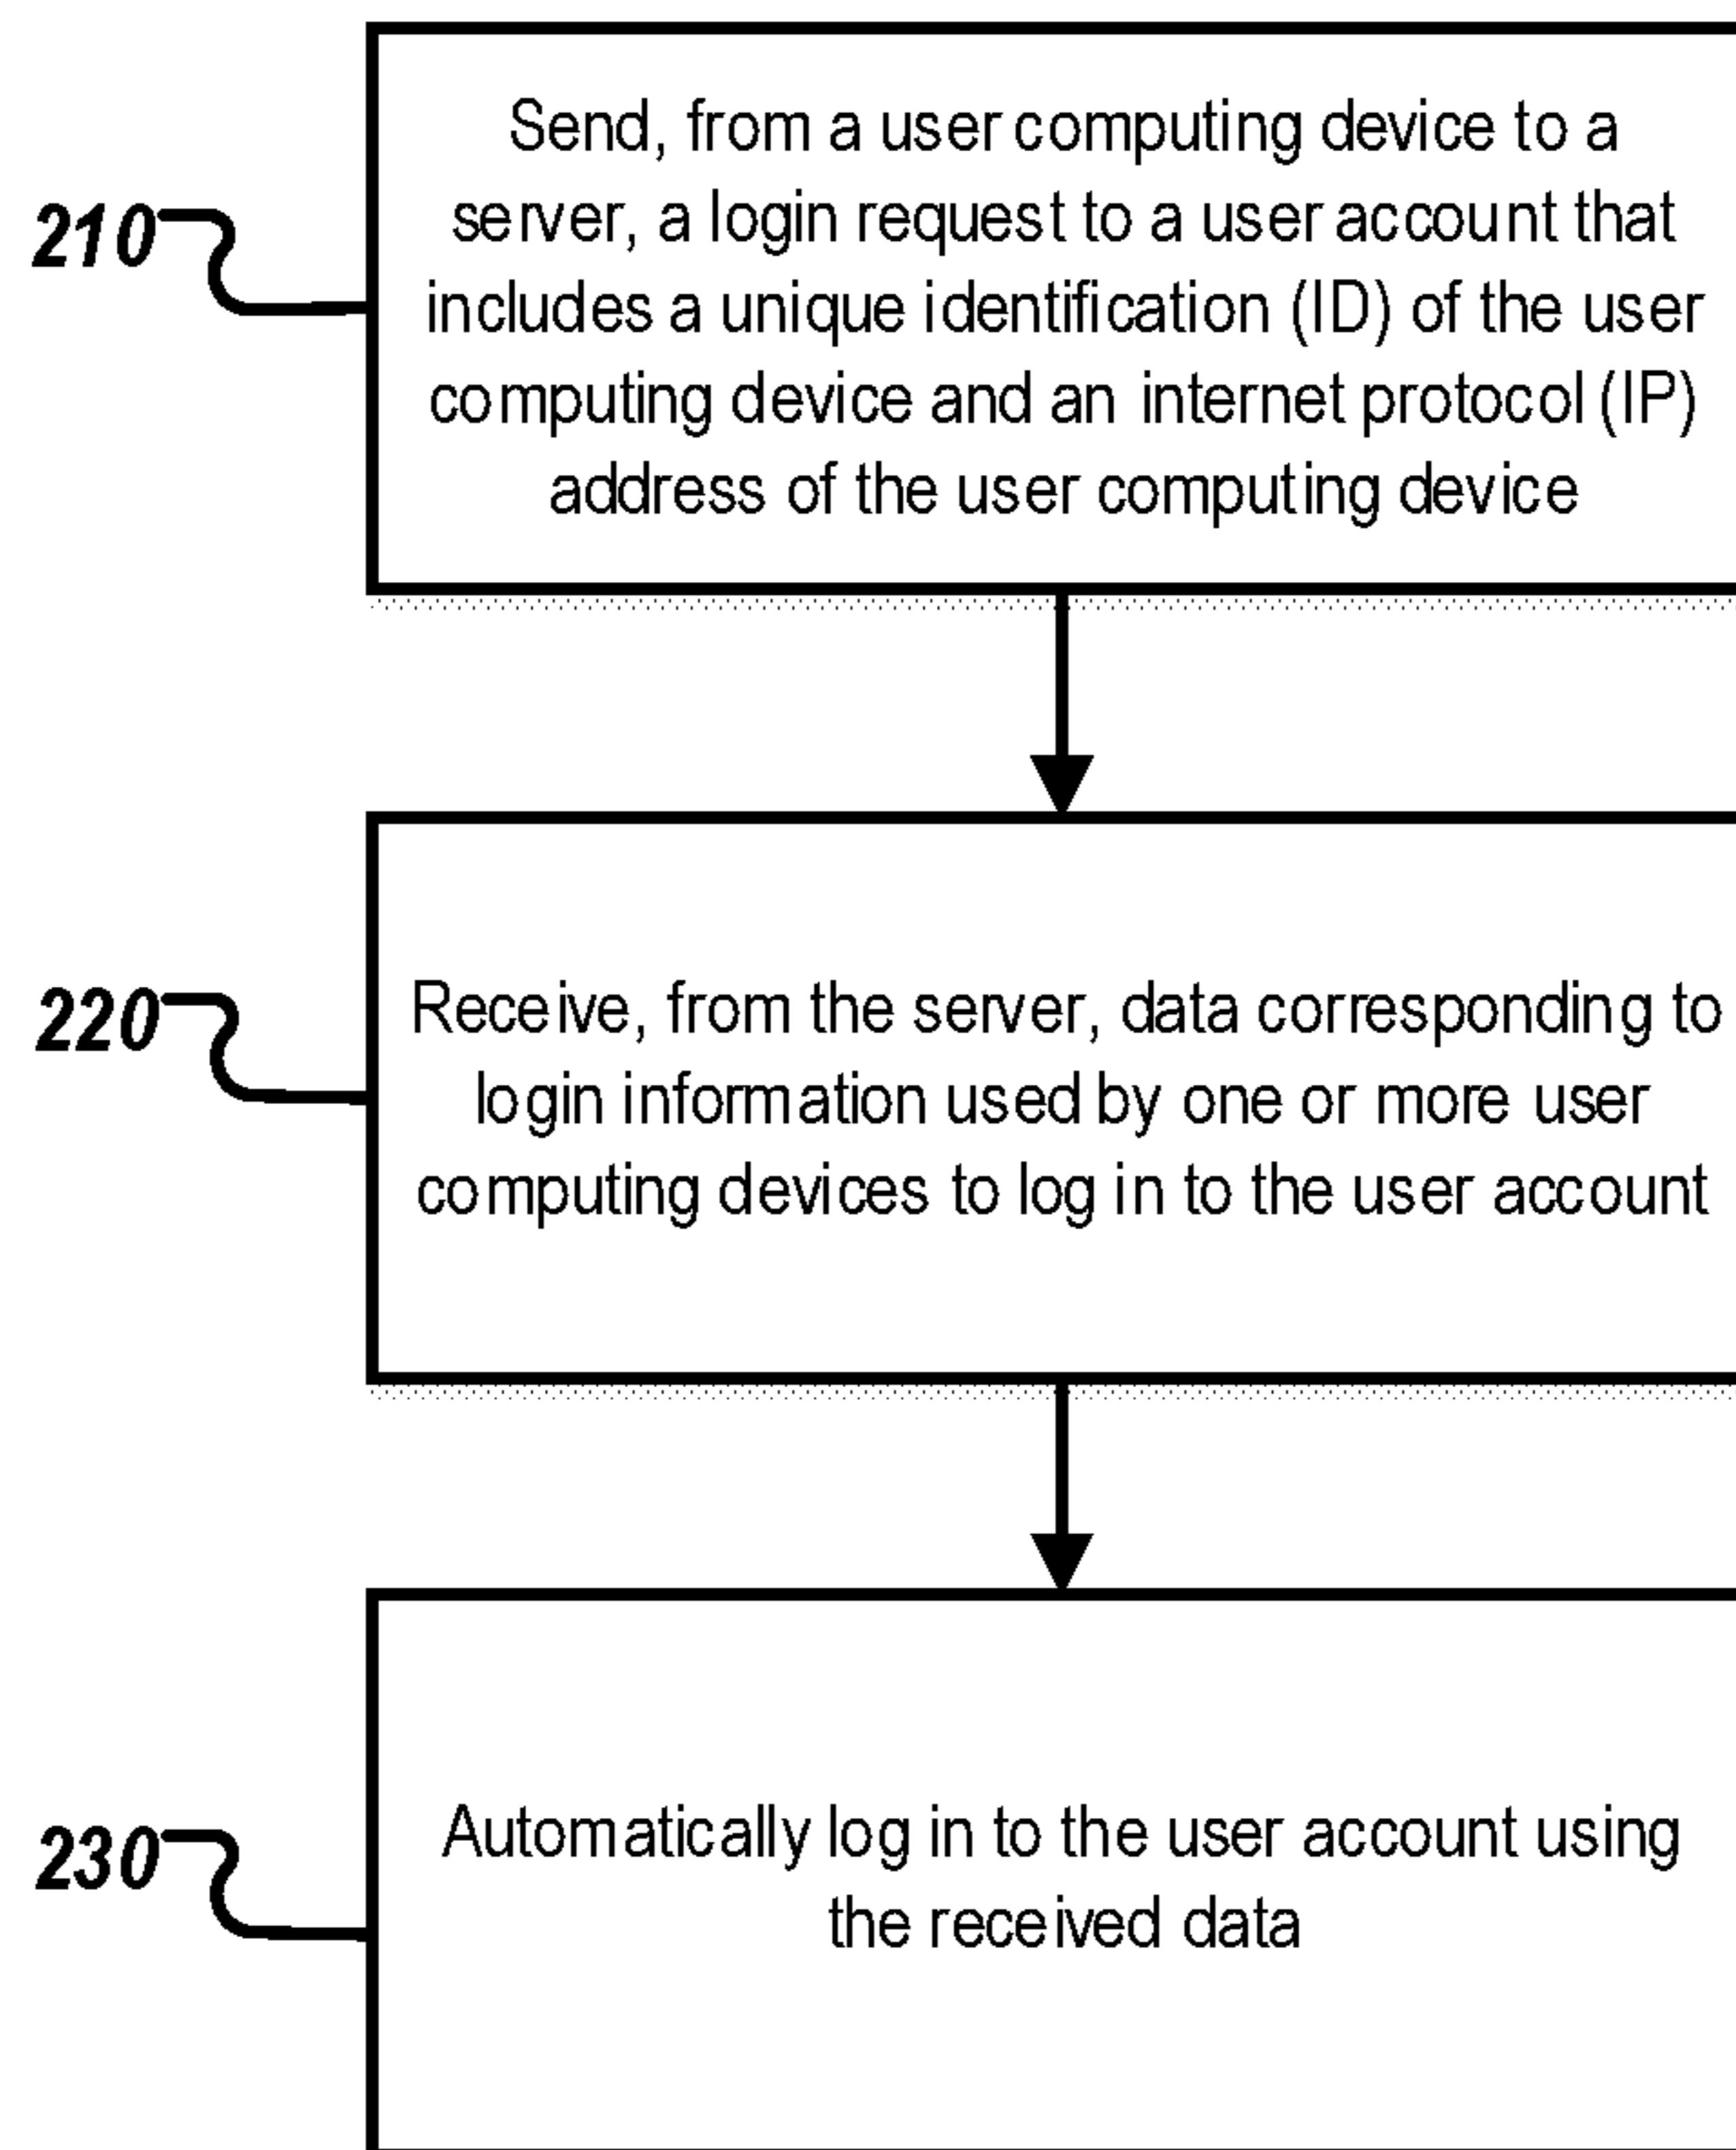 Send, from a user computing device to a
server, a login request to a user account that
210
includes a unique identification (ID) of the user
computing device and an internet protocol (IP)
address of the user computing device
220
Receive, from the server, data corresponding to
login information used by one or more user
computing devices to log in to the user account
230
Automatically log in to the user account using
the received data